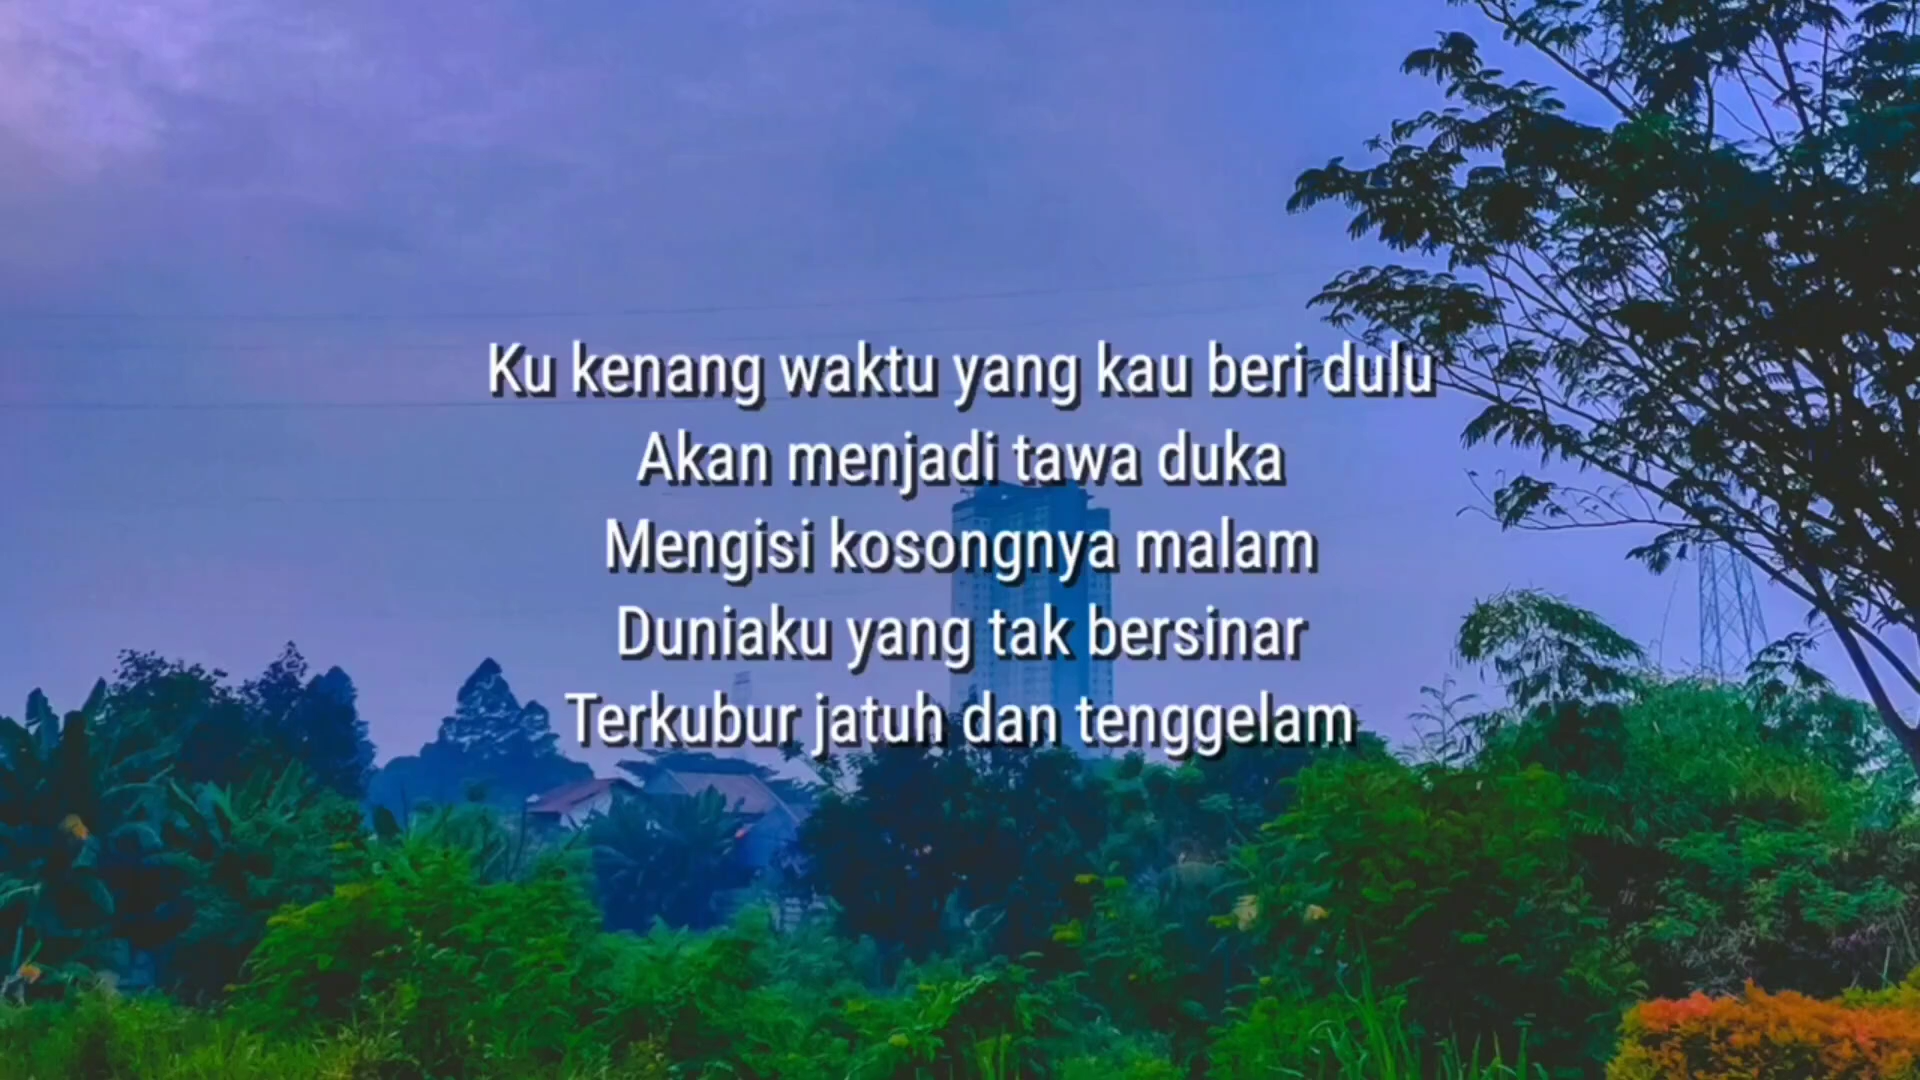 Ku kenang waktu yang kau beri dulu
Akan menjadi tawa duka
Mengisi kosongnya malam
Duniaku yang tak bersinar
Terkubur jatuh dan tenggelam